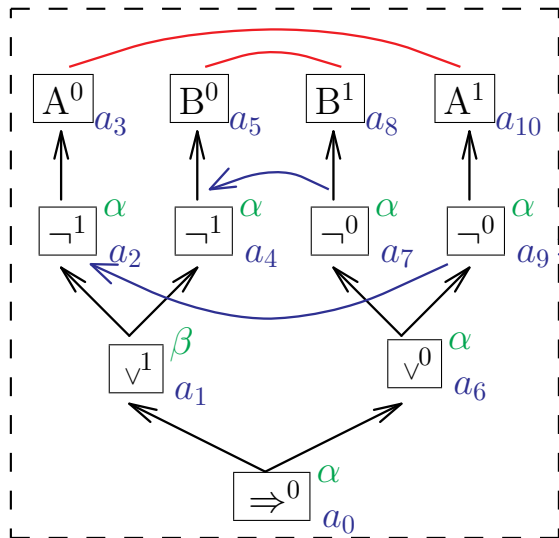 A⁰ a₃ B⁰ a₅ B¹ a₈ A¹ a₁₀
¬¹ α a₂ ¬¹ α a₄ ¬⁰ α a₇ ¬⁰ α a₉
∨¹ β a₁ ∨⁰ α a₆
⇒⁰ α a₀